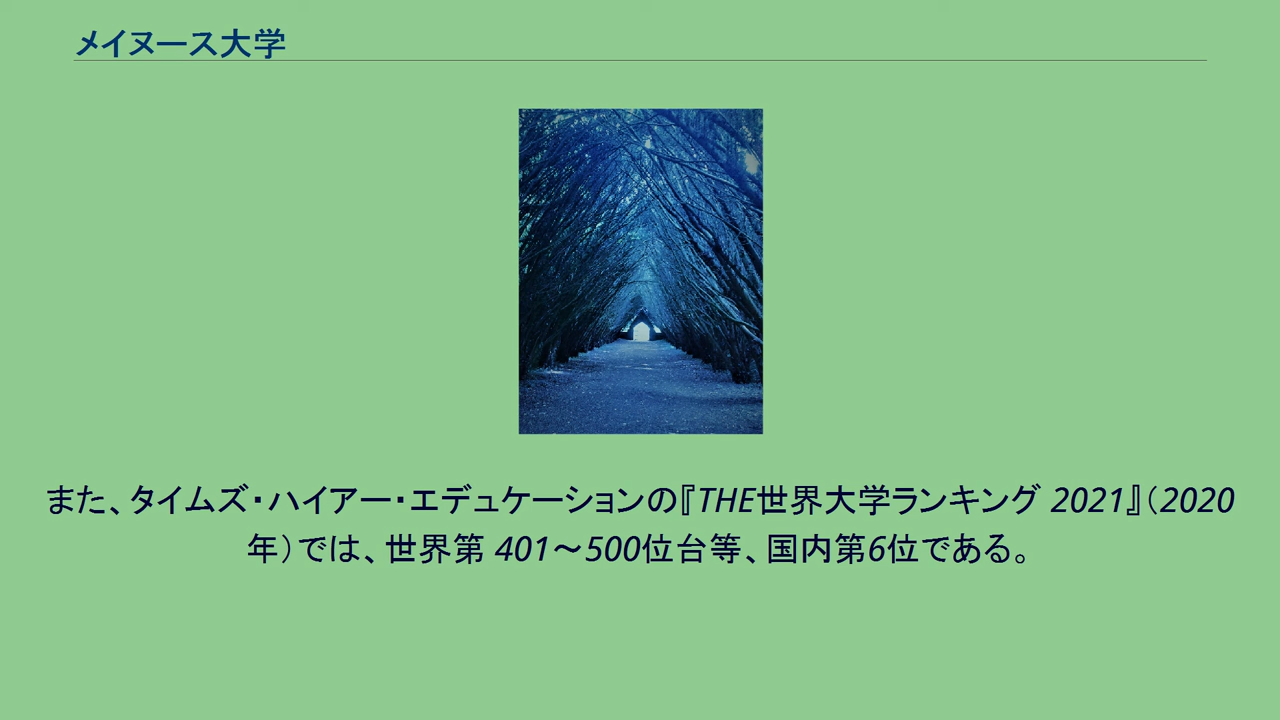 メイヌース大学
また、タイムズ・ハイアー・エデュケーションの『THE世界大学ランキング 2021』（2020
年）では、世界第 401～500位台等、国内第6位である。